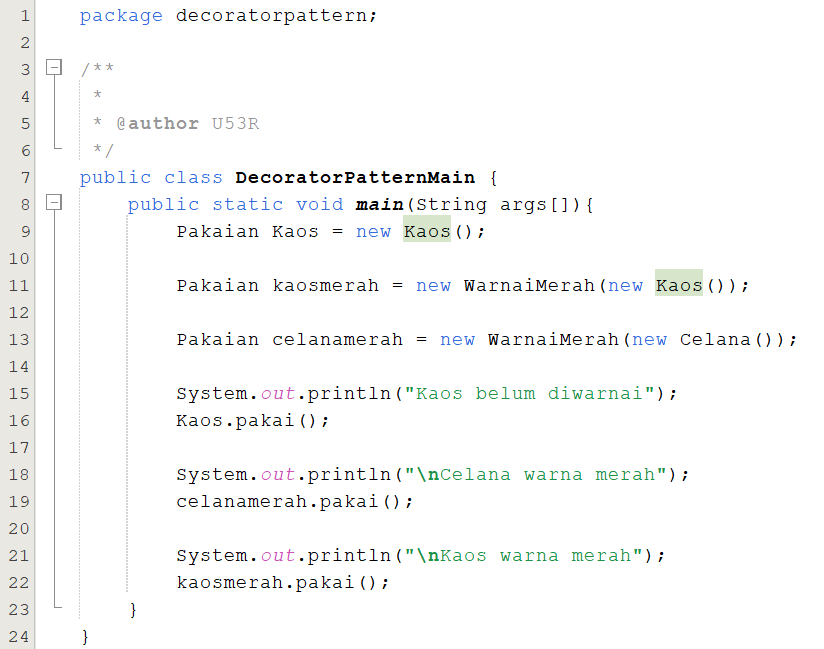 1 package decoratorpattern;
2
3 /**
4  *
5  * @author U53R
6  */
7 public class DecoratorPatternMain {
8     public static void main(String args[]){
9         Pakaian Kaos = new Kaos();
10
11         Pakaian kaosmerah = new WarnaiMerah(new Kaos());
12
13         Pakaian celanamerah = new WarnaiMerah(new Celana());
14
15         System.out.println("Kaos belum diwarnai");
16         Kaos.pakai();
17
18         System.out.println("\nCelana warna merah");
19         celanamerah.pakai();
20
21         System.out.println("\nKaos warna merah");
22         kaosmerah.pakai();
23     }
24 }